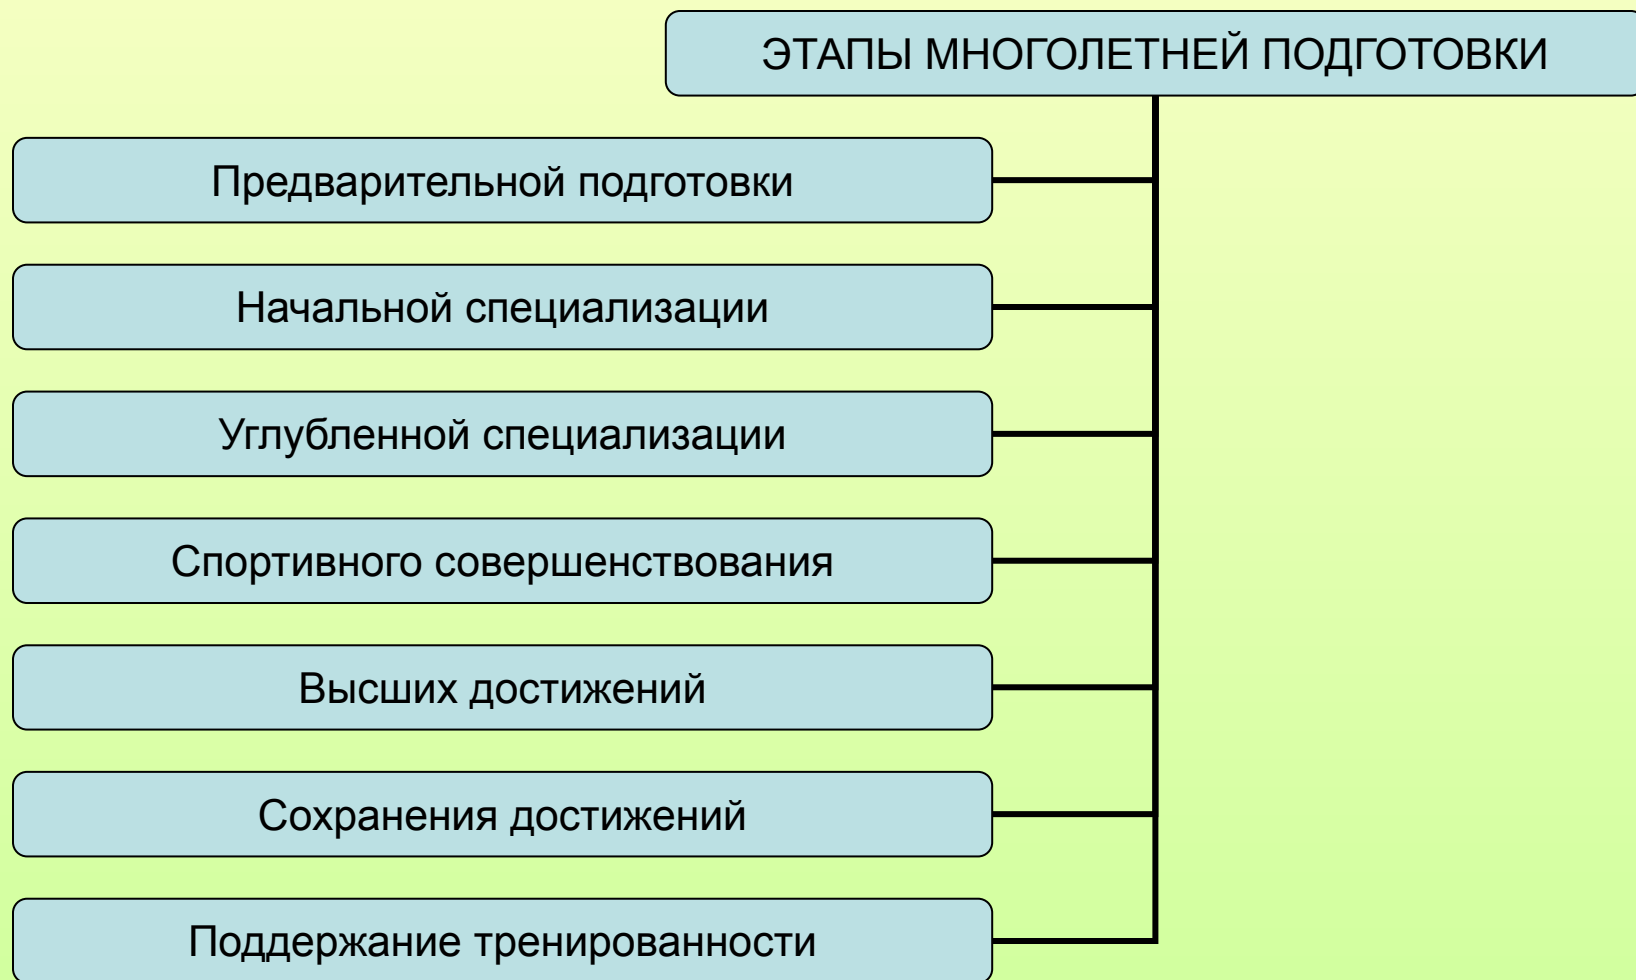 ЭТАПЫ МНОГОЛЕТНЕЙ ПОДГОТОВКИ
Предварительной подготовки
Начальной специализации
Углубленной специализации
Спортивного совершенствования
Высших достижений
Сохранения достижений
Поддержание тренированности